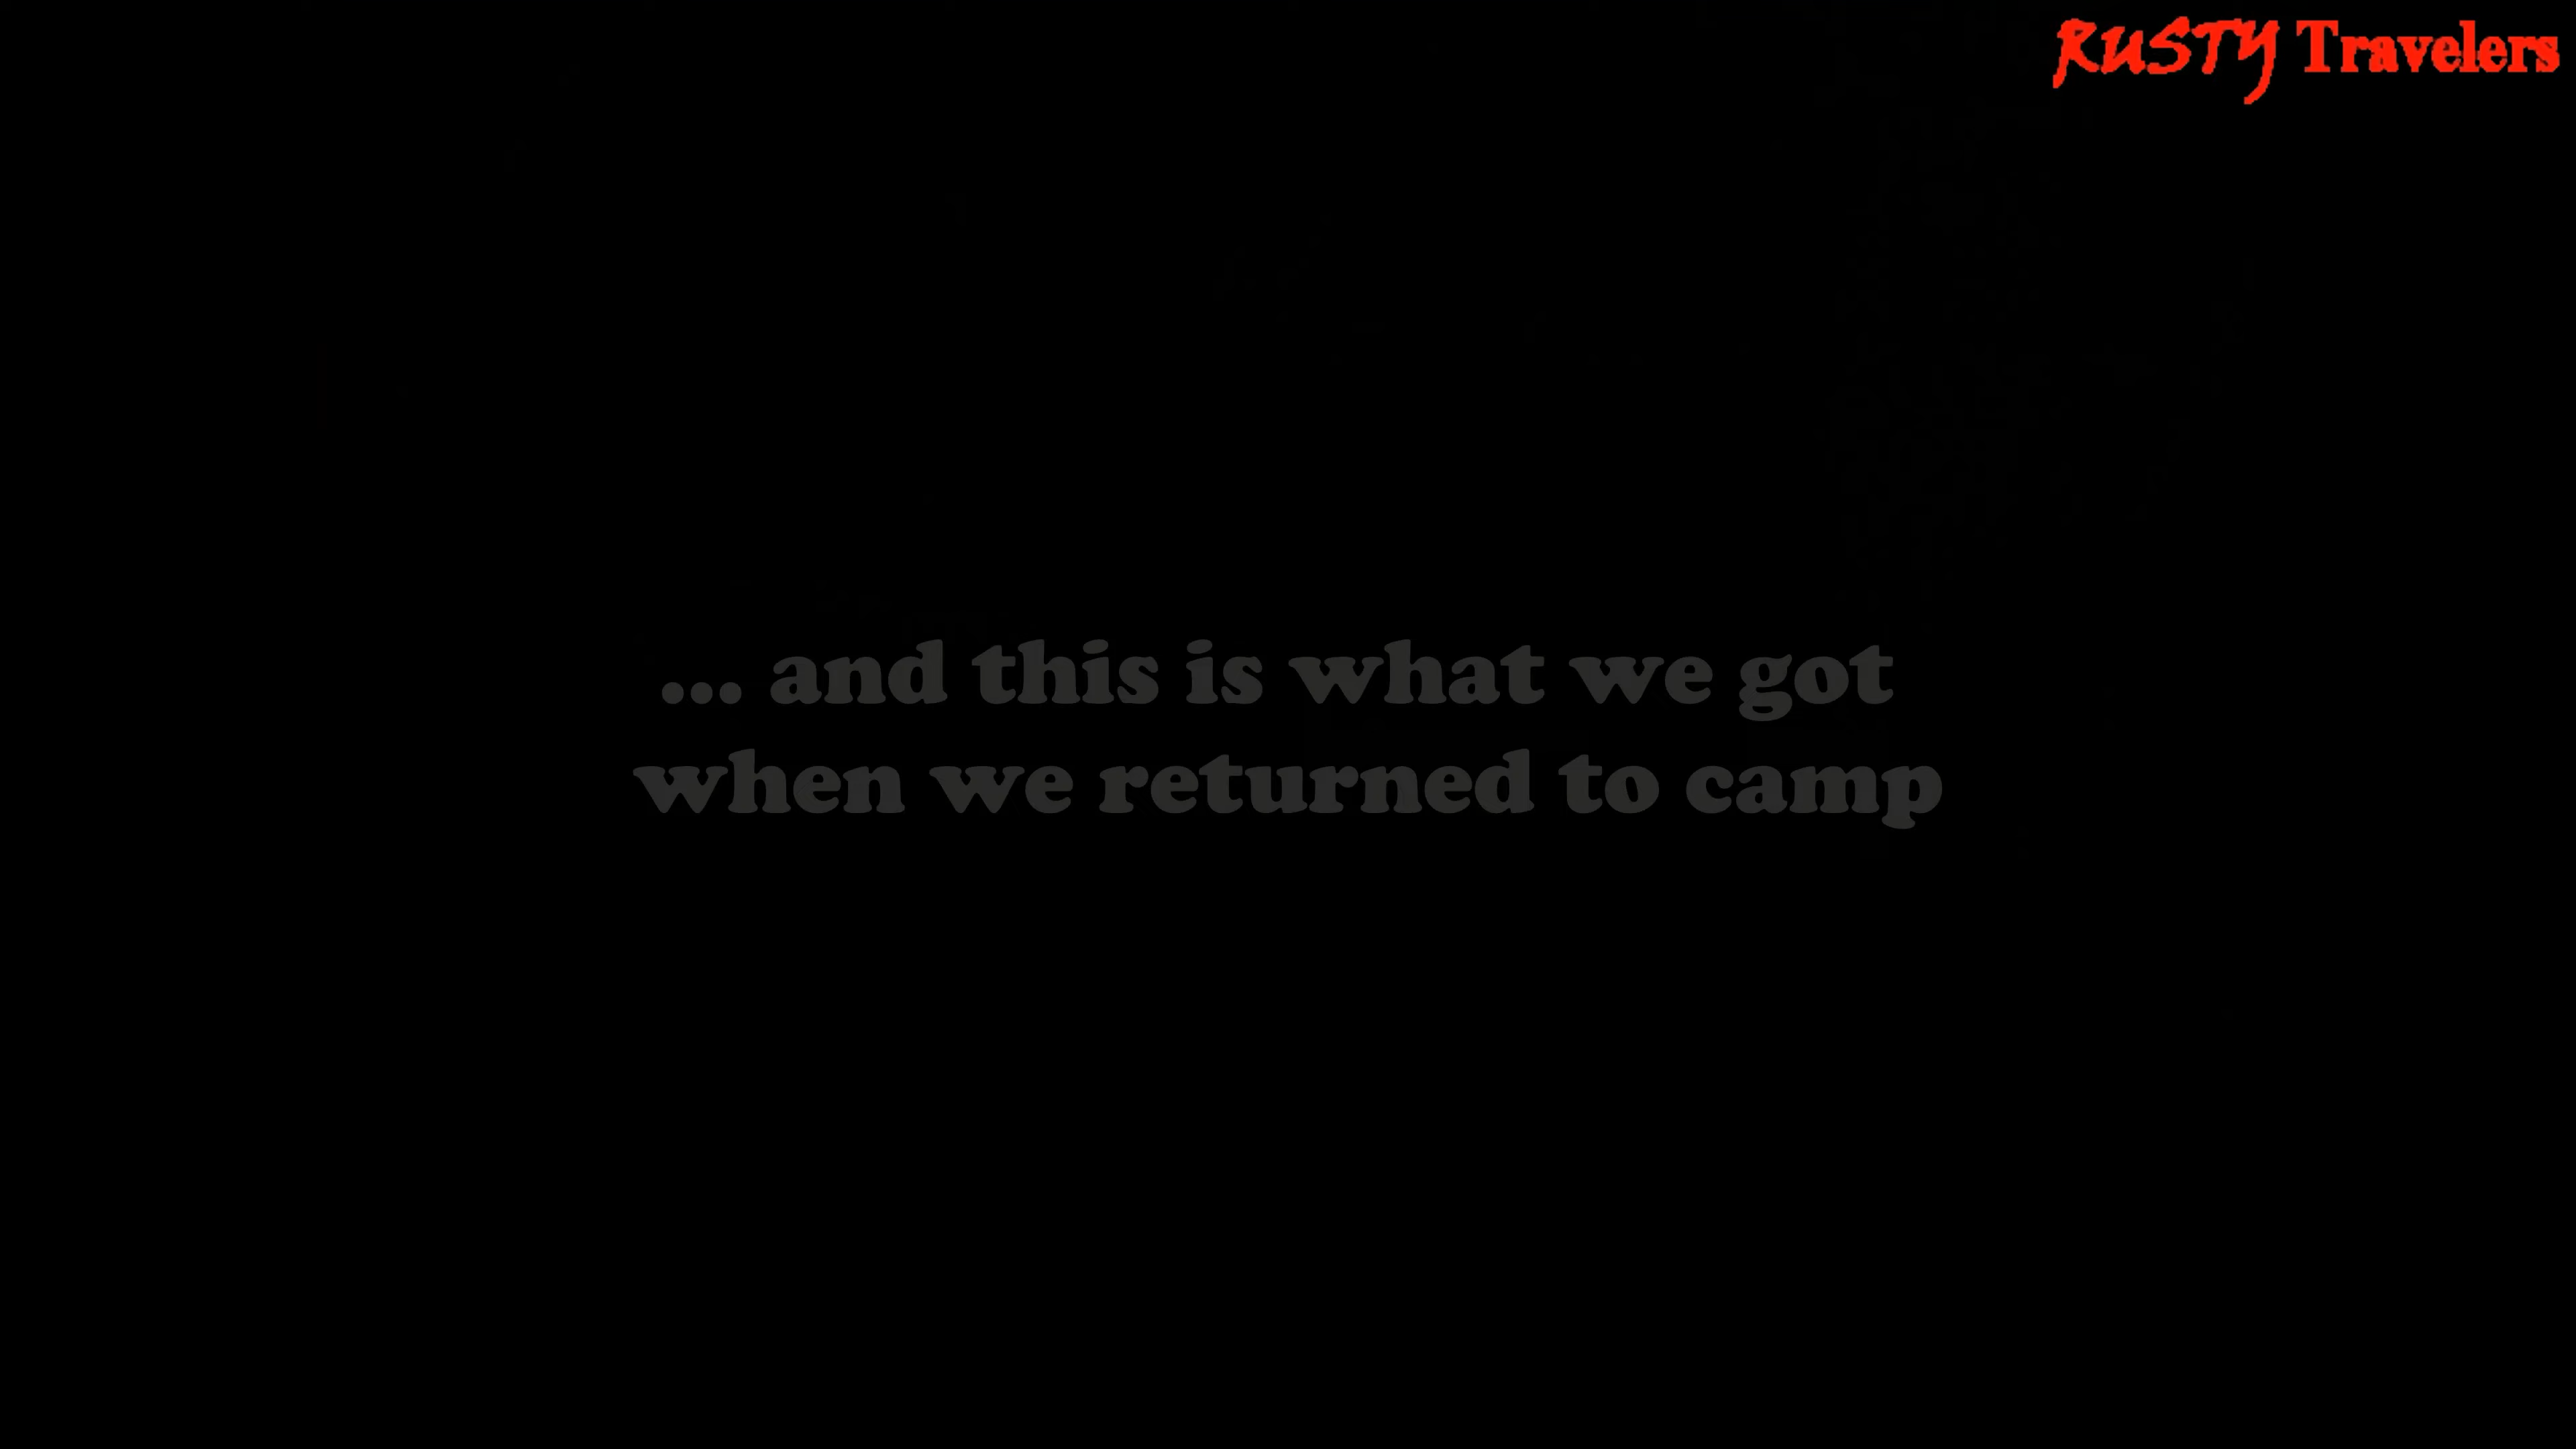 RUSTY Travelers
... and this is what we got
when we returned to camp